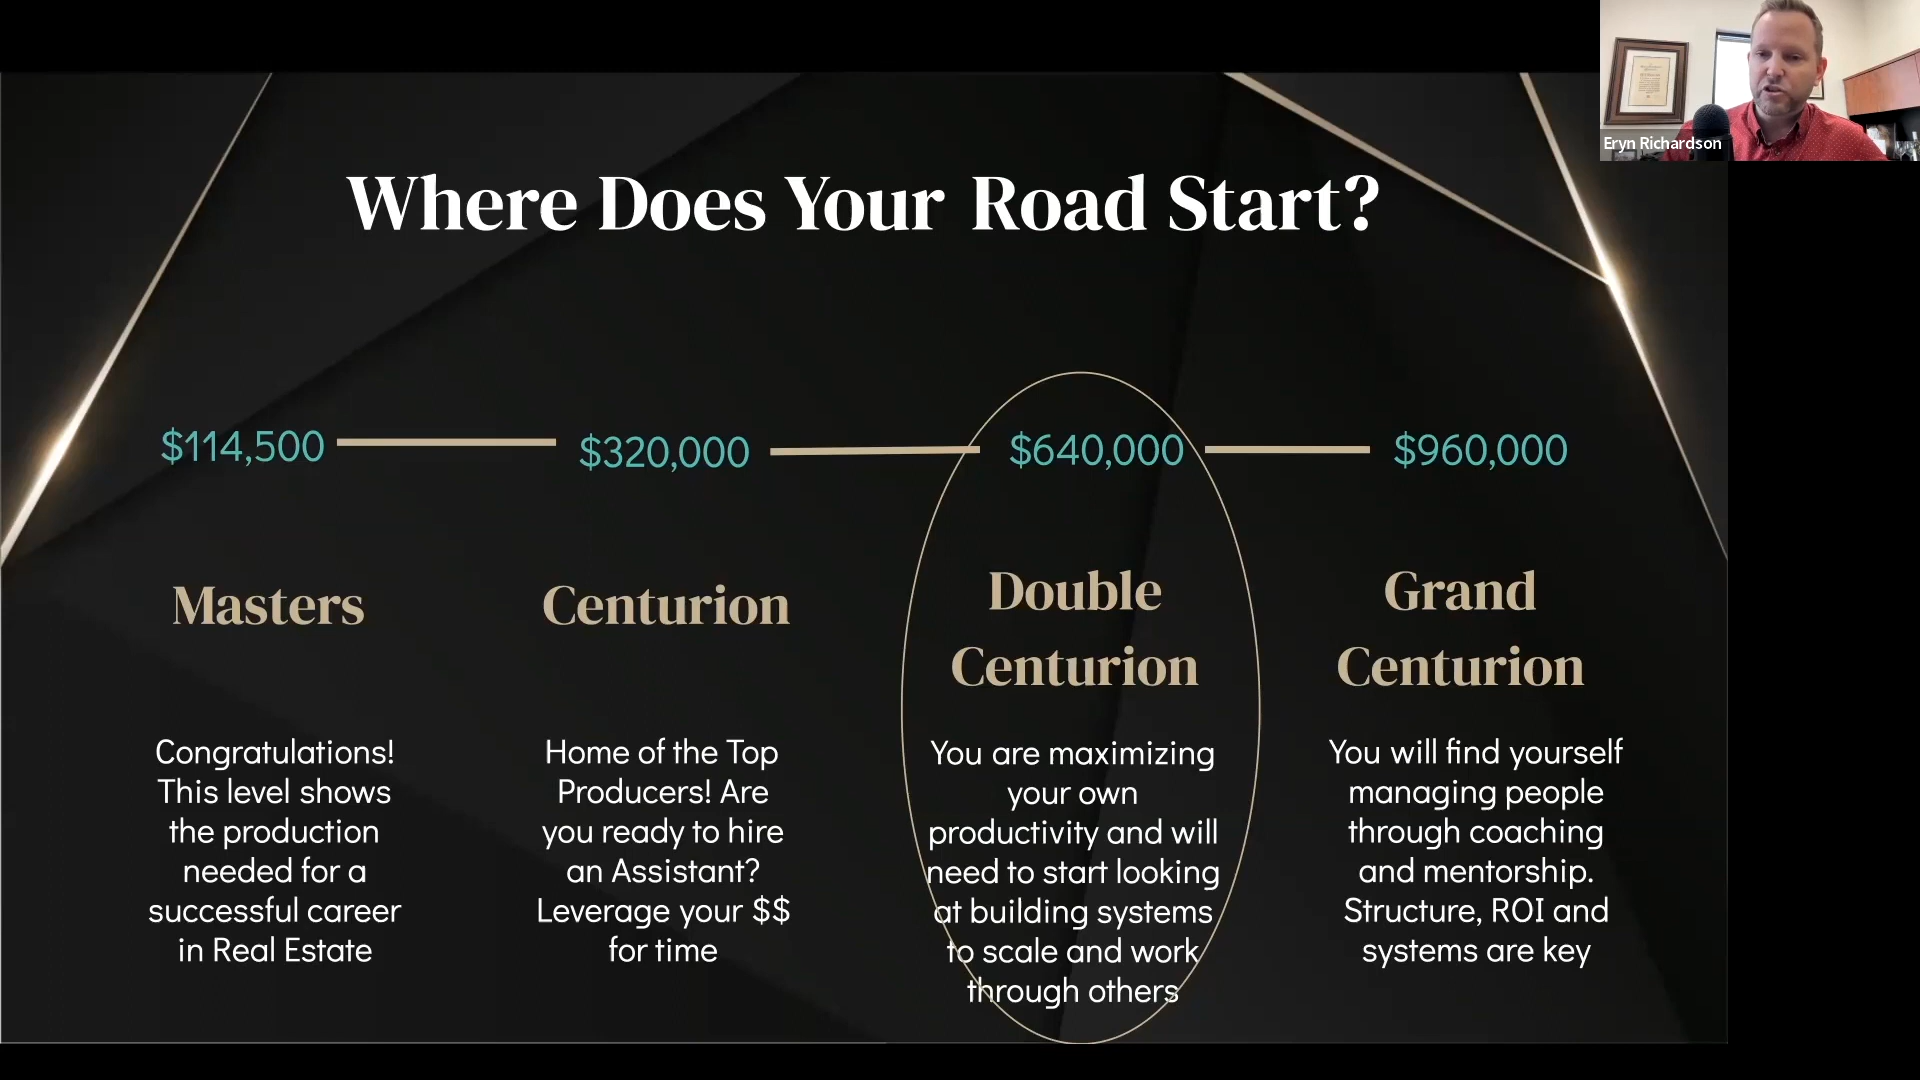 Eryn Richardson
Where Does Your Road Start?
$114,500
$320,000
$640,000
$960,000
Masters
Centurion
Double
Centurion
Grand
Centurion
Congratulations!
This level shows
the production
needed for a
successful career
in Real Estate
Home of the Top
Producers! Are
you ready to hire
an Assistant?
Leverage your $$
for time
You are maximizing
your own
productivity and will
need to start looking
at building systems
to scale and work
through others
You will find yourself
managing people
through coaching
and mentorship.
Structure, ROI and
systems are key